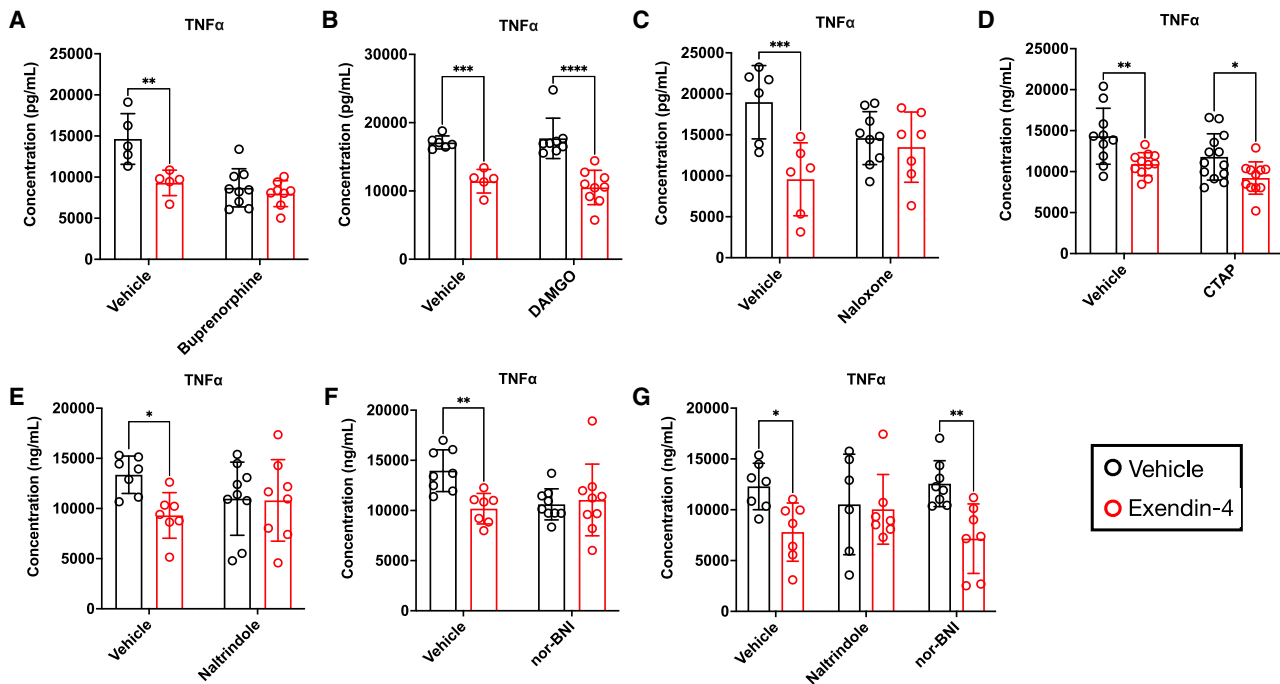 A
TNFα
Concentration (pg/mL)
25000
20000
15000
10000
5000
0
**
Vehicle
Buprenorphine
B
TNFα
Concentration (pg/mL)
30000
20000
10000
0
***
****
Vehicle
DAMGO
C
TNFα
Concentration (pg/mL)
25000
20000
15000
10000
5000
0
***
Vehicle
Naloxone
D
TNFα
Concentration (ng/mL)
25000
20000
15000
10000
5000
0
**
*
Vehicle
CTAP
E
TNFα
Concentration (ng/mL)
20000
15000
10000
5000
0
*
Vehicle
Naltrindole
F
TNFα
Concentration (ng/mL)
20000
15000
10000
5000
0
**
Vehicle
nor-BNI
G
TNFα
Concentration (ng/mL)
20000
15000
10000
5000
0
*
**
Vehicle
Naltrindole
nor-BNI
Vehicle
Exendin-4